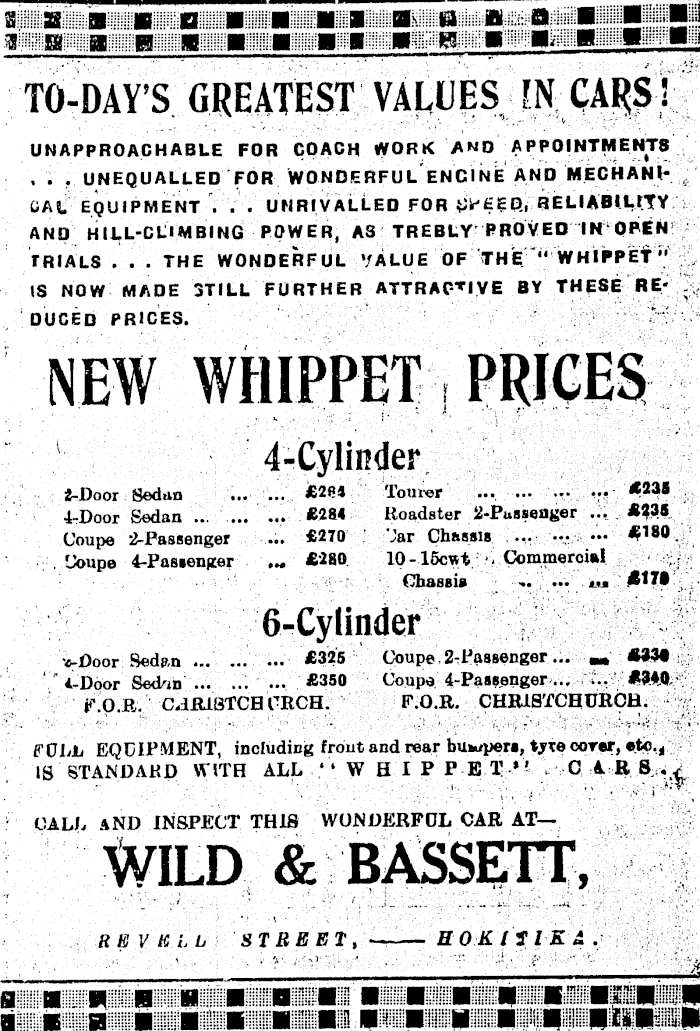 TO-DAY'S GREATEST VALUES IN CARS!
UNAPPROACHABLE FOR COACH WORK AND APPOINTMENTS
. . . UNEQUALLED FOR WONDERFUL ENGINE AND MECHANI-
CAL EQUIPMENT . . . UNRIVALLED FOR SPEED, RELIABILITY
AND HILL-CLIMBING POWER, AS TREBLY PROVED IN OPEN
TRIALS . . . THE WONDERFUL VALUE OF THE "WHIPPET"
IS NOW MADE STILL FURTHER ATTRACTIVE BY THESE RE-
DUCED PRICES.
NEW WHIPPET PRICES
4-Cylinder
2-Door Sedan ... ... £284
4-Door Sedan ... ... ... £284
Coupe 2-Passenger ... £270
Coupe 4-Passenger ... £280
Tourer ... ... ... ... £235
Roadster 2-Passenger ... £235
Car Chassis ... ... ... £180
10-15cwt. Commercial
Chassis ... ... ... £170
6-Cylinder
2-Door Sedan ... ... ... £325
4-Door Sedan ... ... ... £350
F.O.R. CHRISTCHURCH.
Coupe 2-Passenger ... ... £330
Coupe 4-Passenger ... ... £340
F.O.R. CHRISTCHURCH.
FULL EQUIPMENT, including front and rear bumpers, tyre cover, etc.,
IS STANDARD WITH ALL "WHIPPET" CARS.
CALL AND INSPECT THIS WONDERFUL CAR AT—
WILD & BASSETT,
REVELL STREET, — HOKITIKA.